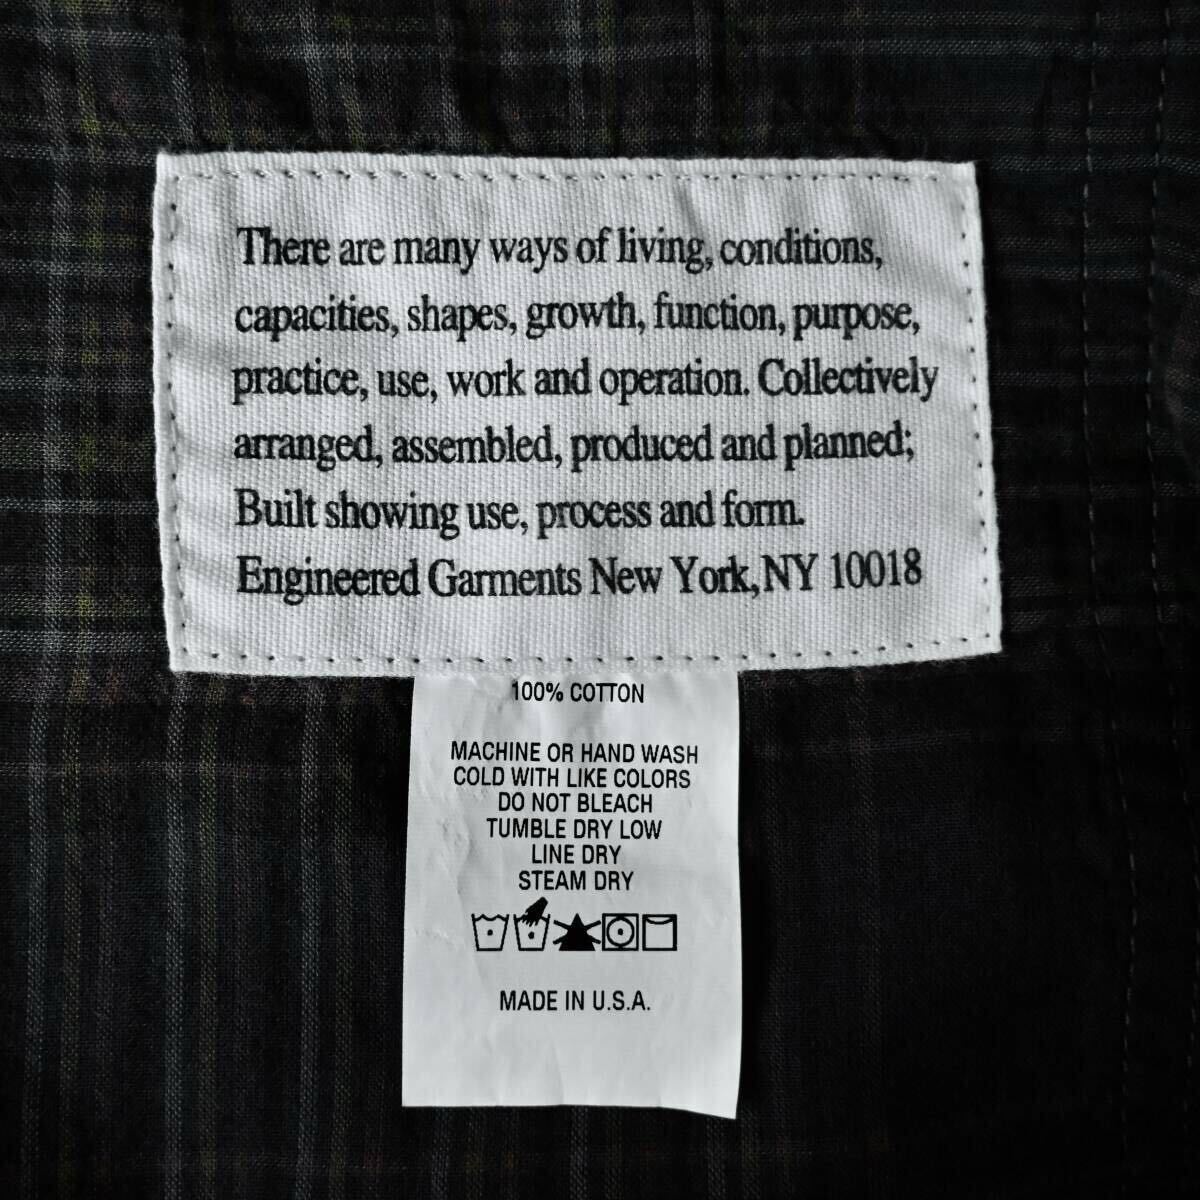 There are many ways of living, conditions,
capacities, shapes, growth, function, purpose,
practice, use, work and operation. Collectively
arranged, assembled, produced and planned;
Built showing use, process and form.
Engineered Garments New York, NY 10018
100% COTTON
MACHINE OR HAND WASH
COLD WITH LIKE COLORS
DO NOT BLEACH
TUMBLE DRY LOW
LINE DRY
STEAM DRY
MADE IN U.S.A.